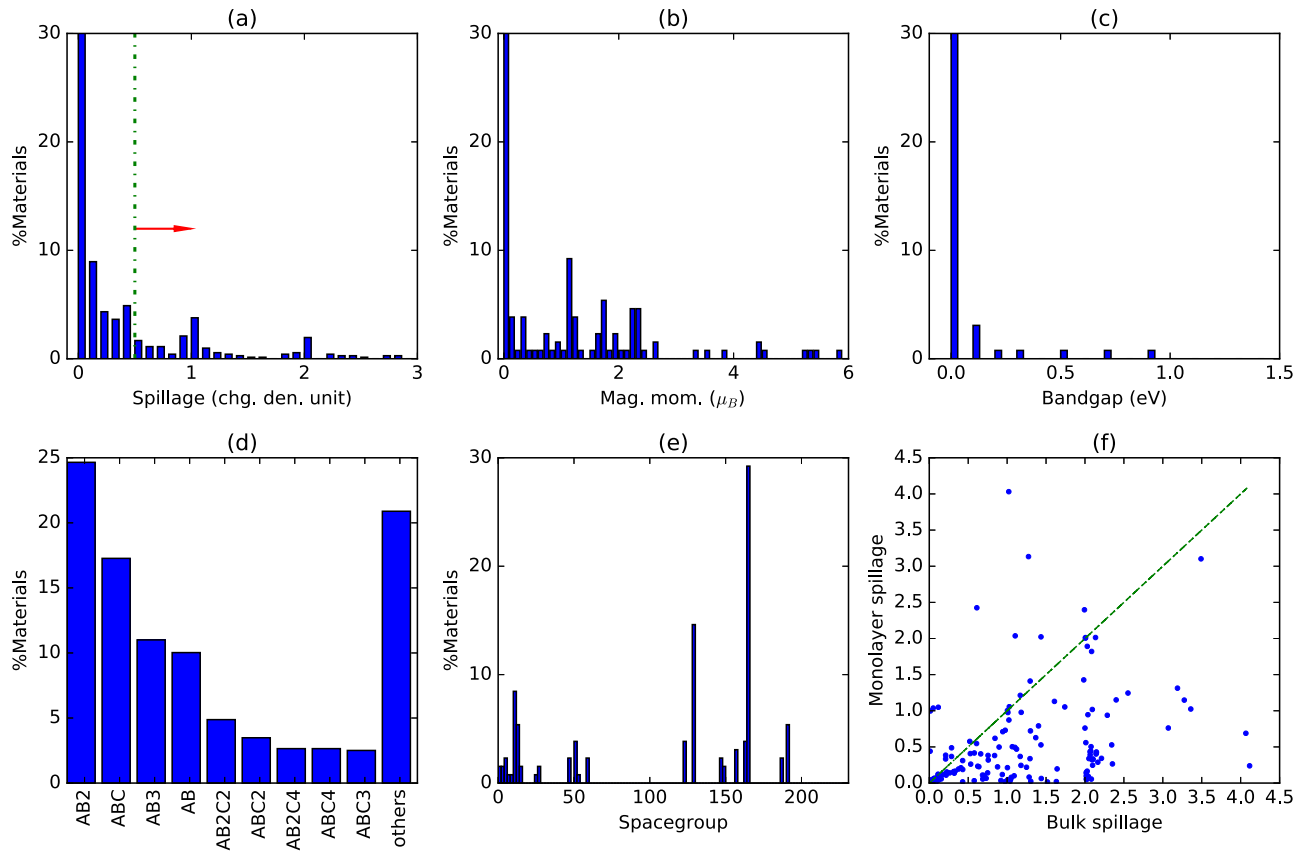 (a)
30
20
10
0
%Materials
0 1 2 3
Spillage (chg. den. unit)
(b)
30
20
10
0
%Materials
0 2 4 6
Mag. mom. (μB)
(c)
30
20
10
0
%Materials
0.0 0.5 1.0 1.5
Bandgap (eV)
(d)
25
20
15
10
5
0
%Materials
AB2 ABC AB3 AB AB2C2 ABC2 AB2C4 ABC4 ABC3 others
(e)
30
20
10
0
%Materials
0 50 100 150 200
Spacegroup
(f)
4.5
4.0
3.5
3.0
2.5
2.0
1.5
1.0
0.5
0.0
Monolayer spillage
0.0 0.5 1.0 1.5 2.0 2.5 3.0 3.5 4.0 4.5
Bulk spillage